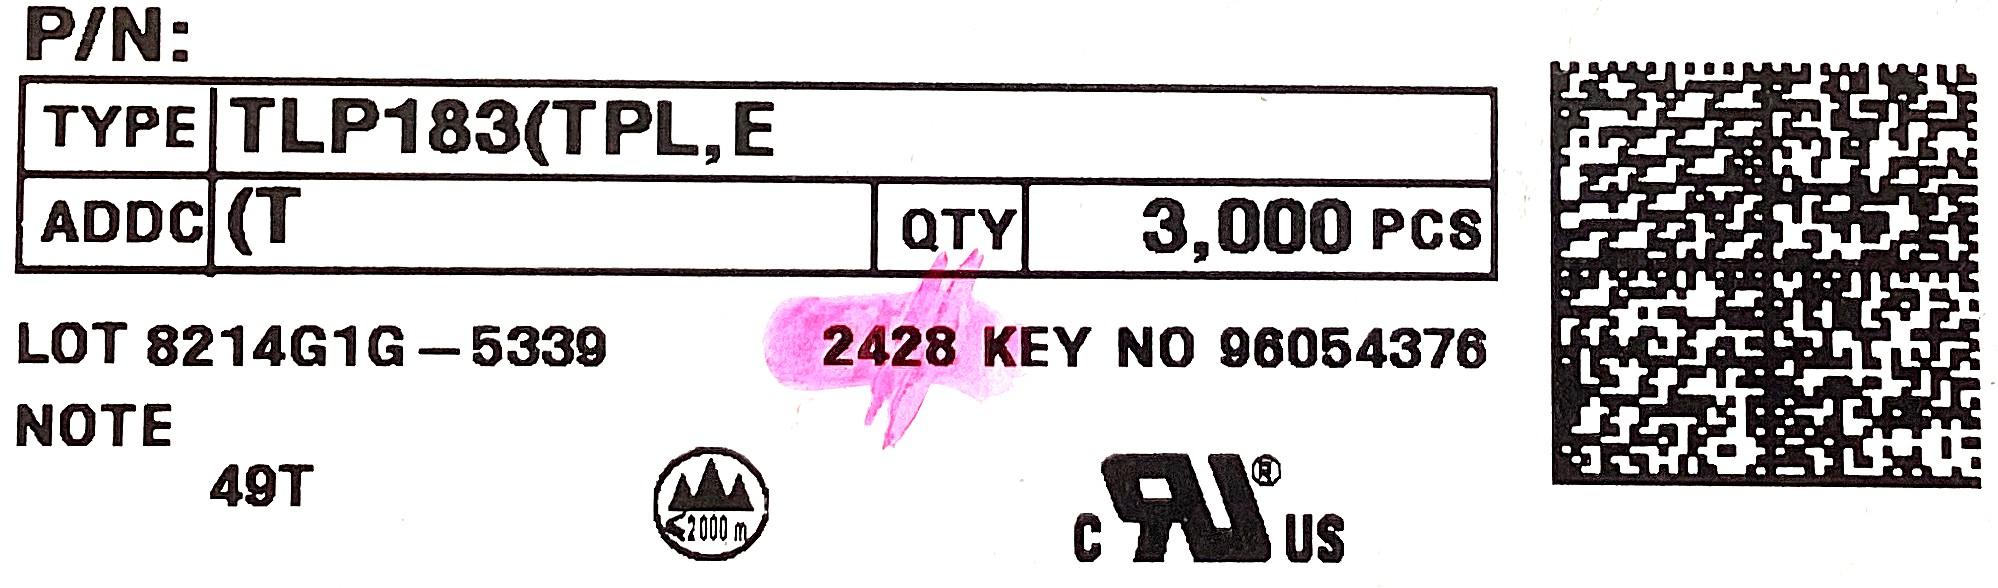 P/N:
TYPE TLP183(TPL,E
ADDC (T QTY 3,000 PCS
LOT 8214G1G-5339 2428 KEY NO 96054376
NOTE
49T
<2000 m
C RU ® US